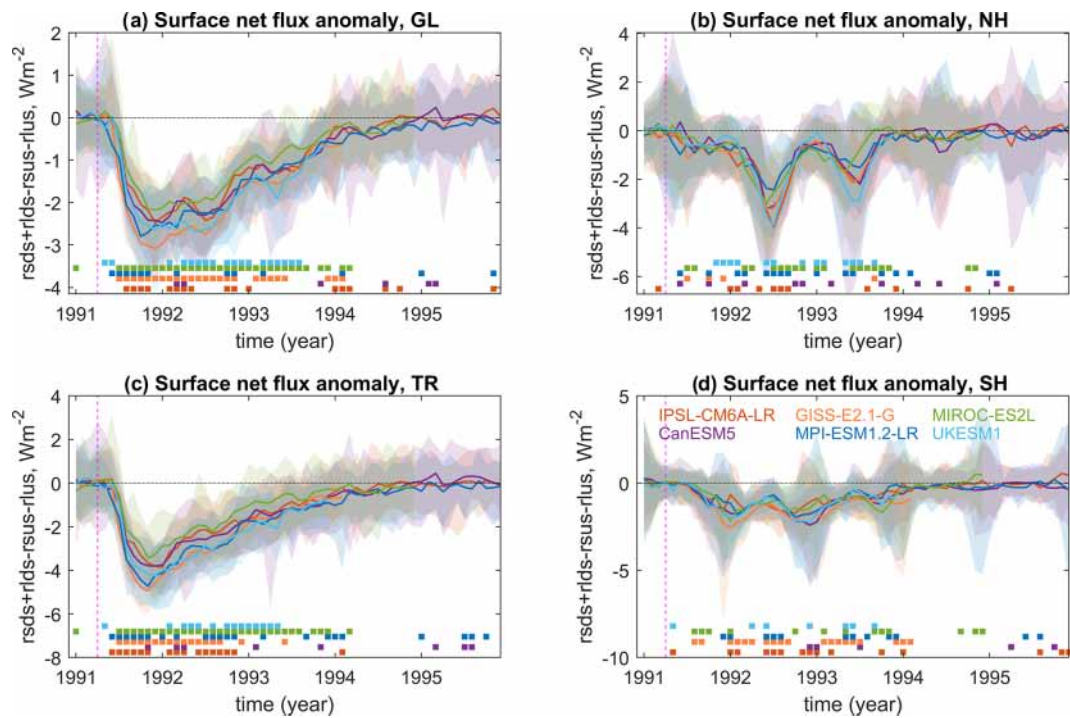 (a) Surface net flux anomaly, GL
rsds+rlds-rsus-rlus, Wm-2
2
1
0
-1
-2
-3
-4
1991 1992 1993 1994 1995
time (year)
(b) Surface net flux anomaly, NH
rsds+rlds-rsus-rlus, Wm-2
4
2
0
-2
-4
-6
1991 1992 1993 1994 1995
time (year)
(c) Surface net flux anomaly, TR
rsds+rlds-rsus-rlus, Wm-2
4
2
0
-2
-4
-6
-8
1991 1992 1993 1994 1995
time (year)
(d) Surface net flux anomaly, SH
rsds+rlds-rsus-rlus, Wm-2
5
0
-5
-10
IPSL-CM6A-LR GISS-E2.1-G MIROC-ES2L
CanESM5 MPI-ESM1.2-LR UKESM1
1991 1992 1993 1994 1995
time (year)